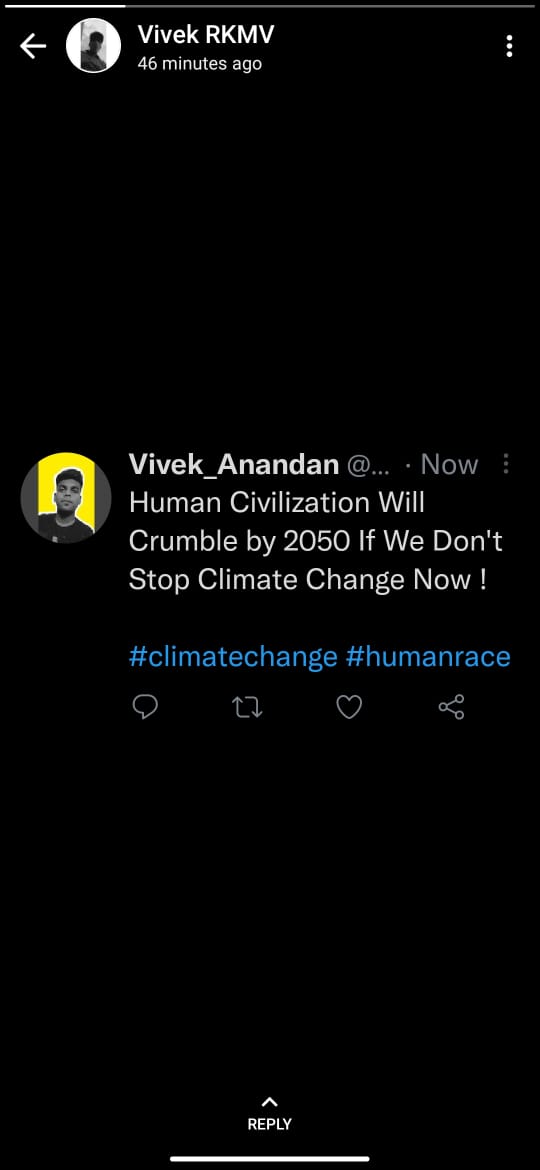 Vivek RKMV
46 minutes ago
Vivek_Anandan @... · Now
Human Civilization Will
Crumble by 2050 If We Don't
Stop Climate Change Now !
#climatechange #humanrace
REPLY